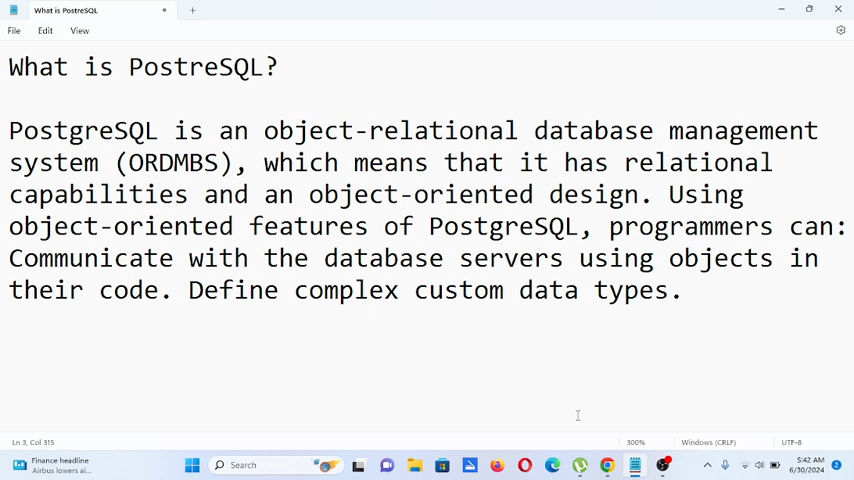 What is PostreSQL
File Edit View
What is PostreSQL?
PostgreSQL is an object-relational database management
system (ORDMBS), which means that it has relational
capabilities and an object-oriented design. Using
object-oriented features of PostgreSQL, programmers can:
Communicate with the database servers using objects in
their code. Define complex custom data types.
Ln 3, Col 315 300% Windows (CRLF) UTF-8
Finance headline
Airbus lowers ai...
Search
5:42 AM
6/30/2024
2